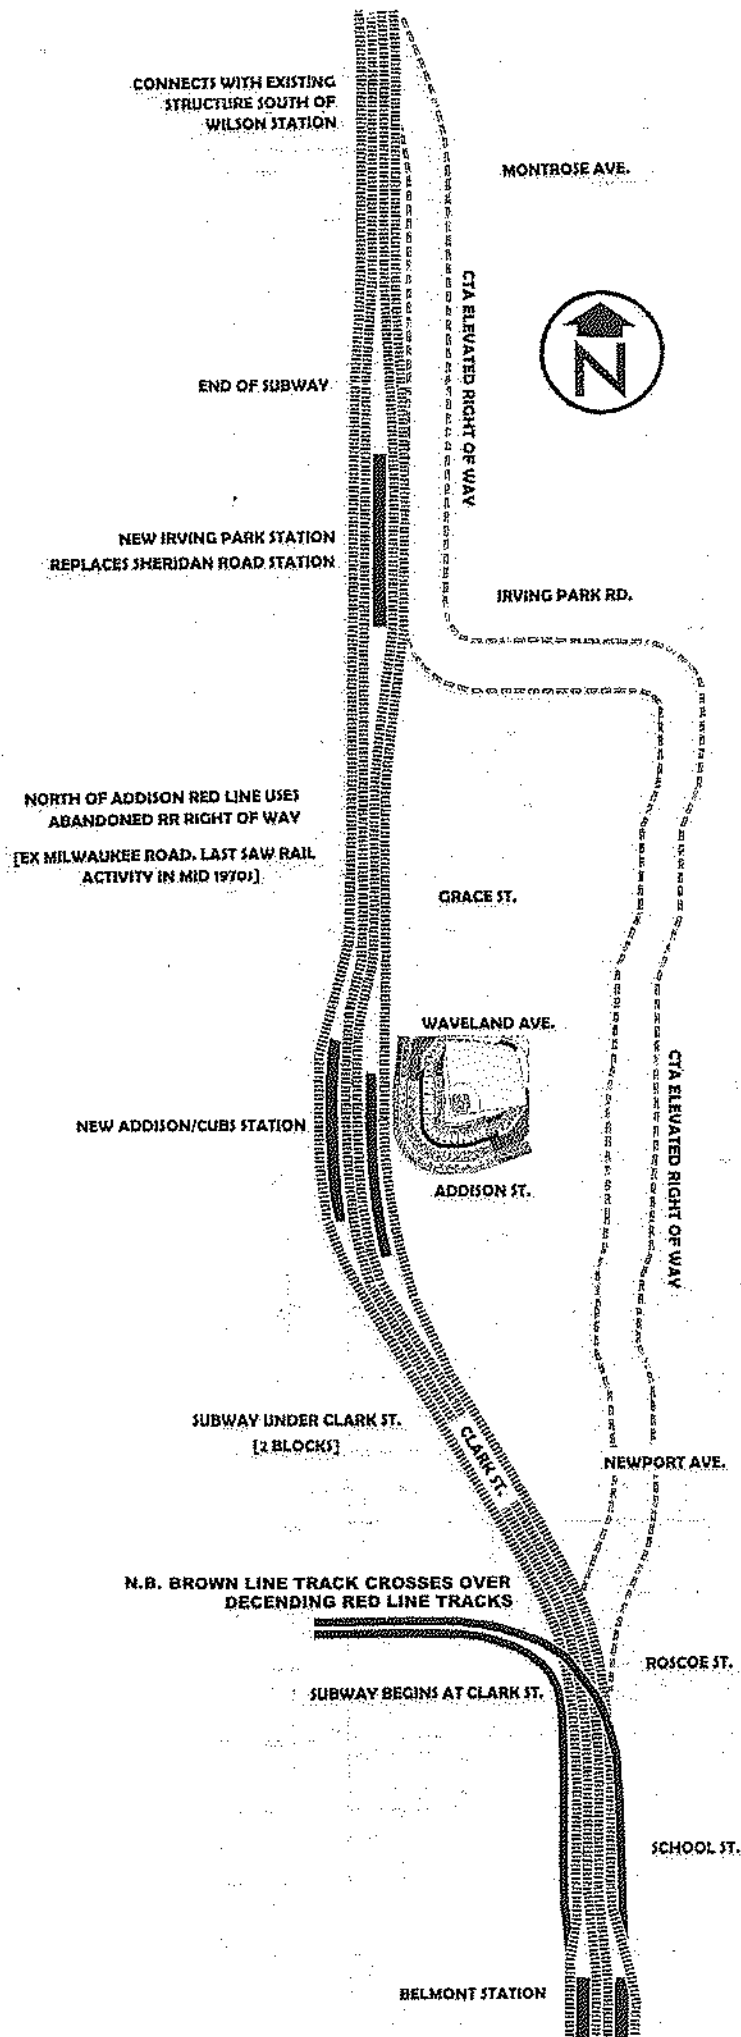 CONNECTS WITH EXISTING
STRUCTURE SOUTH OF
WILSON STATION
MONTROSE AVE.
CTA ELEVATED RIGHT OF WAY
N
END OF SUBWAY
NEW IRVING PARK STATION
REPLACES SHERIDAN ROAD STATION
IRVING PARK RD.
NORTH OF ADDISON RED LINE USES
ABANDONED RR RIGHT OF WAY
[EX MILWAUKEE ROAD. LAST SAW RAIL
ACTIVITY IN MID 1970s]
GRACE ST.
WAVELAND AVE.
CTA ELEVATED RIGHT OF WAY
NEW ADDISON/CUBS STATION
ADDISON ST.
SUBWAY UNDER CLARK ST.
[2 BLOCKS]
CLARK ST.
NEWPORT AVE.
N.B. BROWN LINE TRACK CROSSES OVER
DECENDING RED LINE TRACKS
ROSCOE ST.
SUBWAY BEGINS AT CLARK ST.
SCHOOL ST.
BELMONT STATION